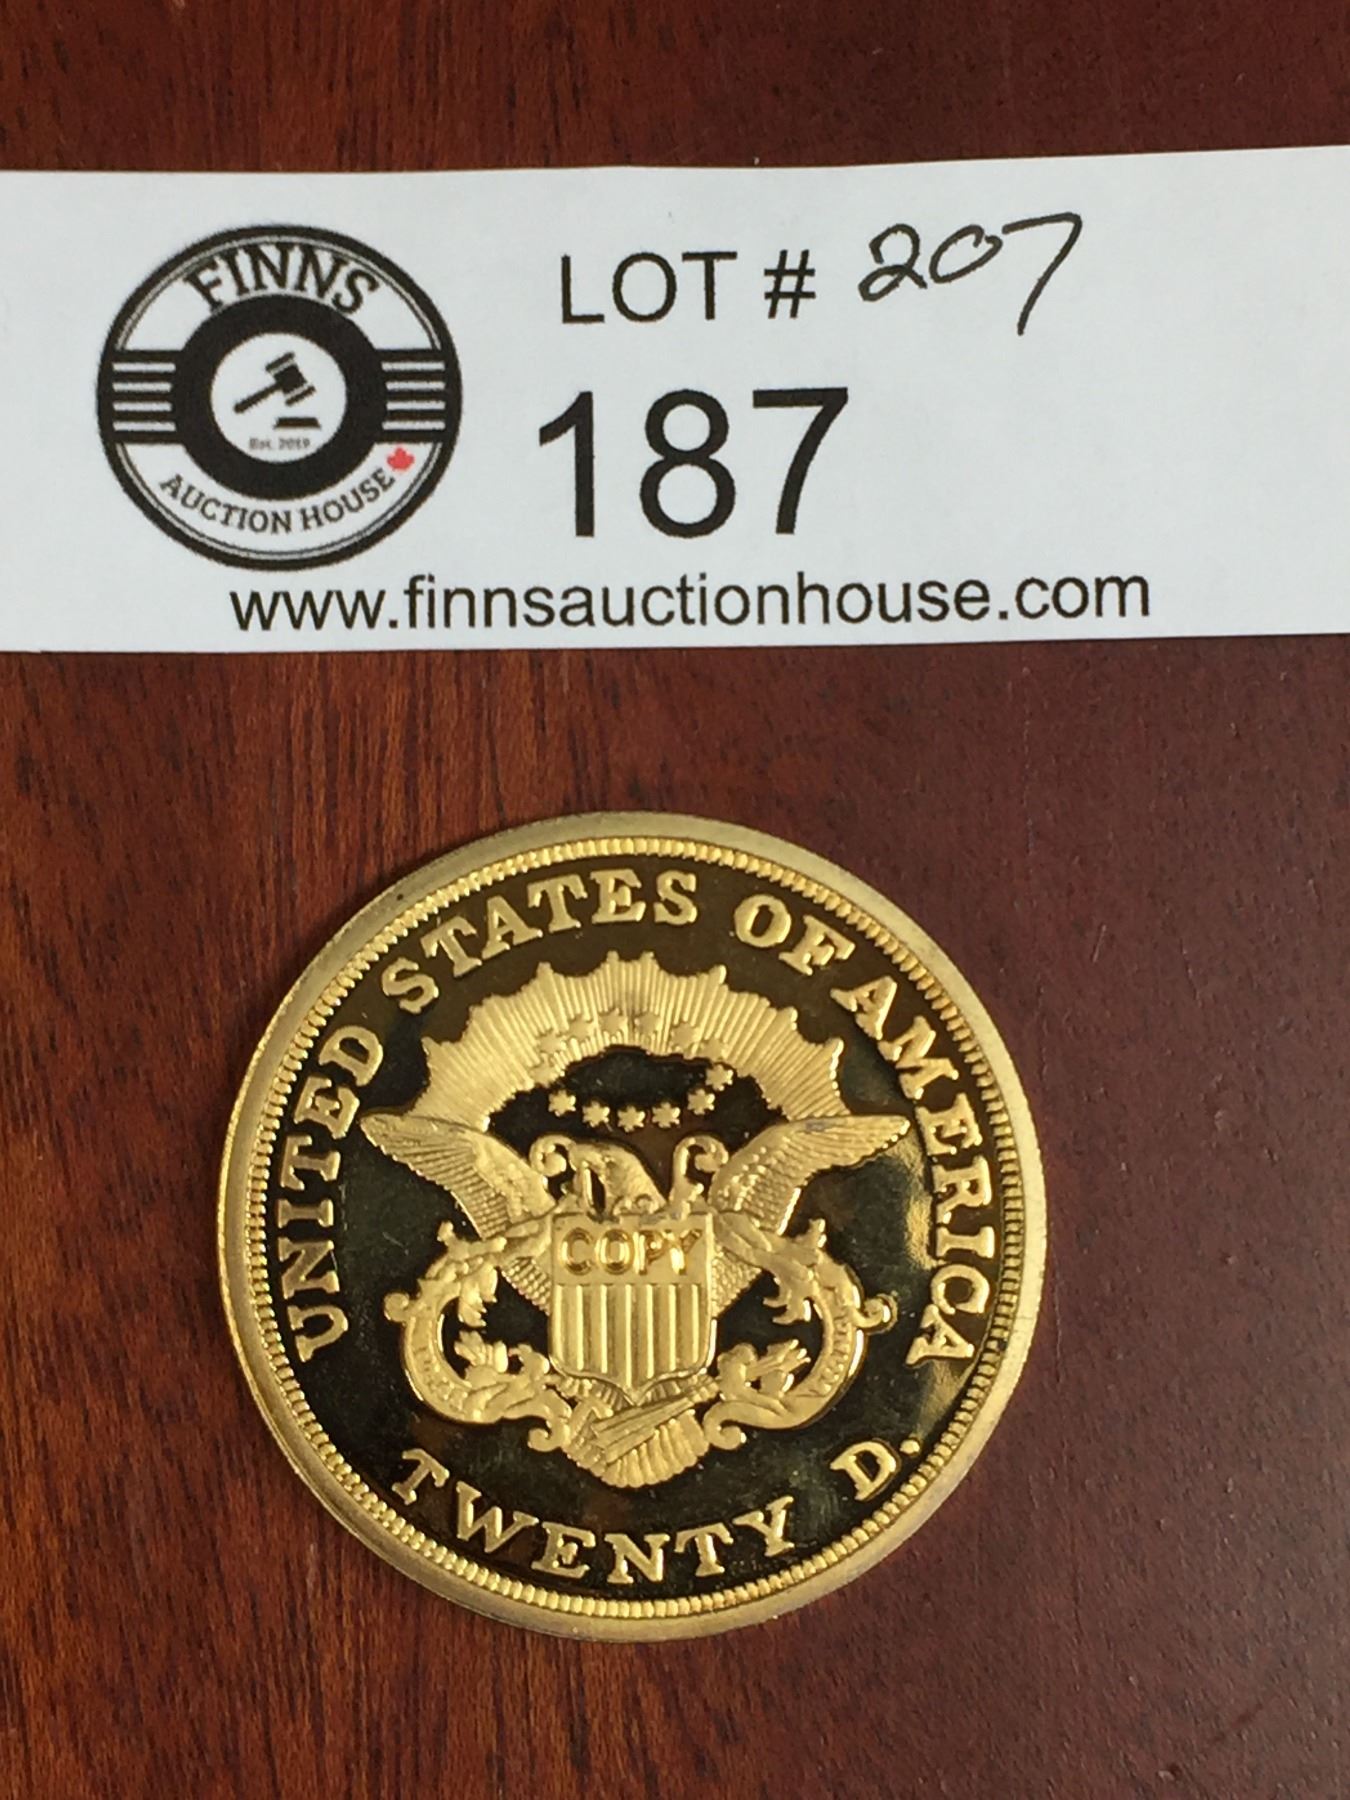 FINNS
Est. 2019
AUCTION HOUSE
LOT # 207
187
www.finnsauctionhouse.com
UNITED STATES OF AMERICA
COPY
TWENTY D.